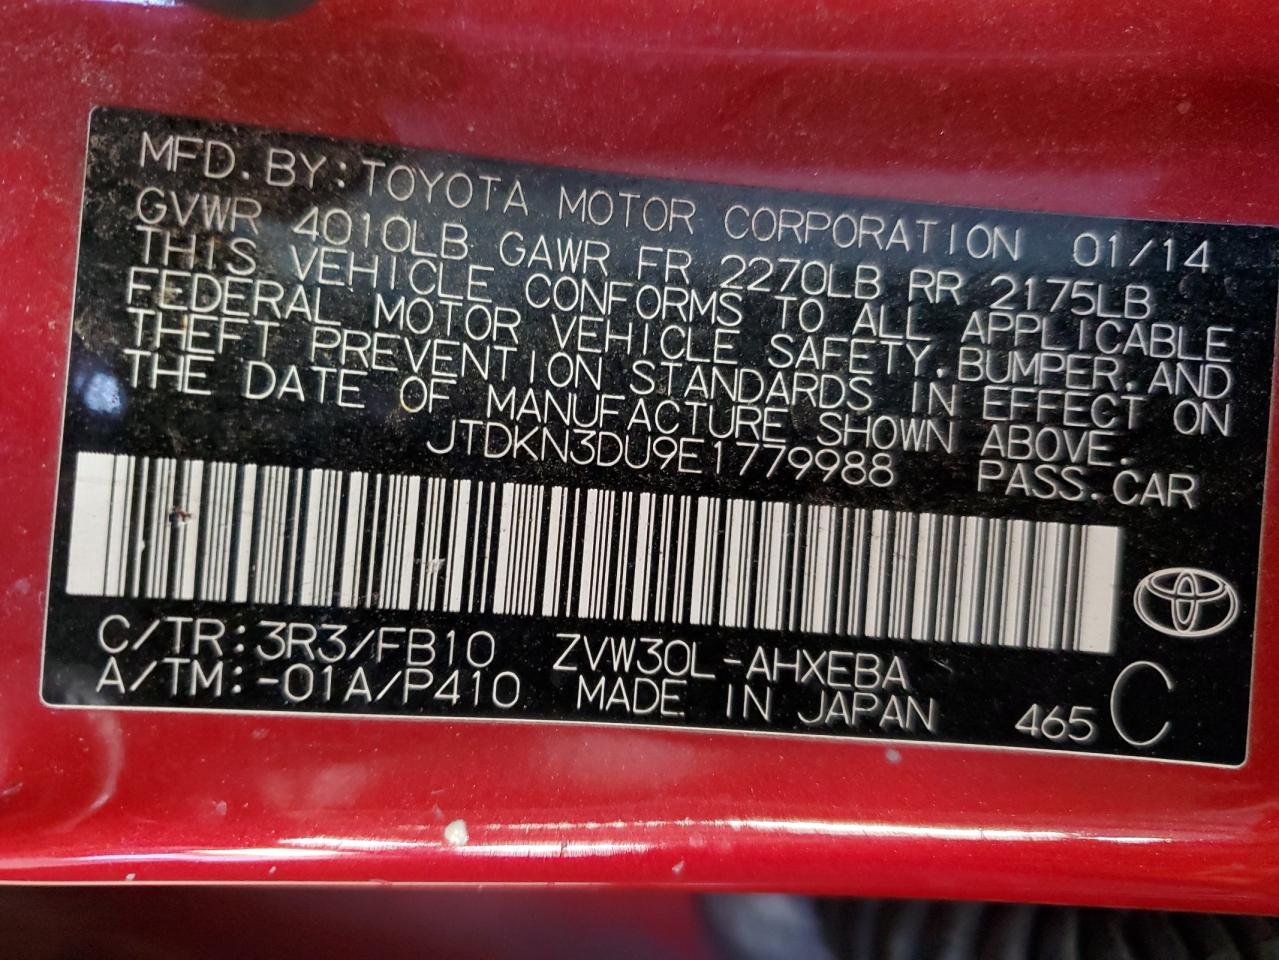 MFD. BY: TOYOTA MOTOR CORPORATION 01/14
GVWR 4010LB GAWR FR 2270LB RR 2175LB
THIS VEHICLE CONFORMS TO ALL APPLICABLE
FEDERAL MOTOR VEHICLE SAFETY, BUMPER, AND
THEFT PREVENTION STANDARDS IN EFFECT ON
THE DATE OF MANUFACTURE SHOWN ABOVE.
JTDKN3DU9E1779988 PASS. CAR
C/TR: 3R3/FB10 ZVW30L-AHXEBA
A/TM: -01A/P410 MADE IN JAPAN 465 C